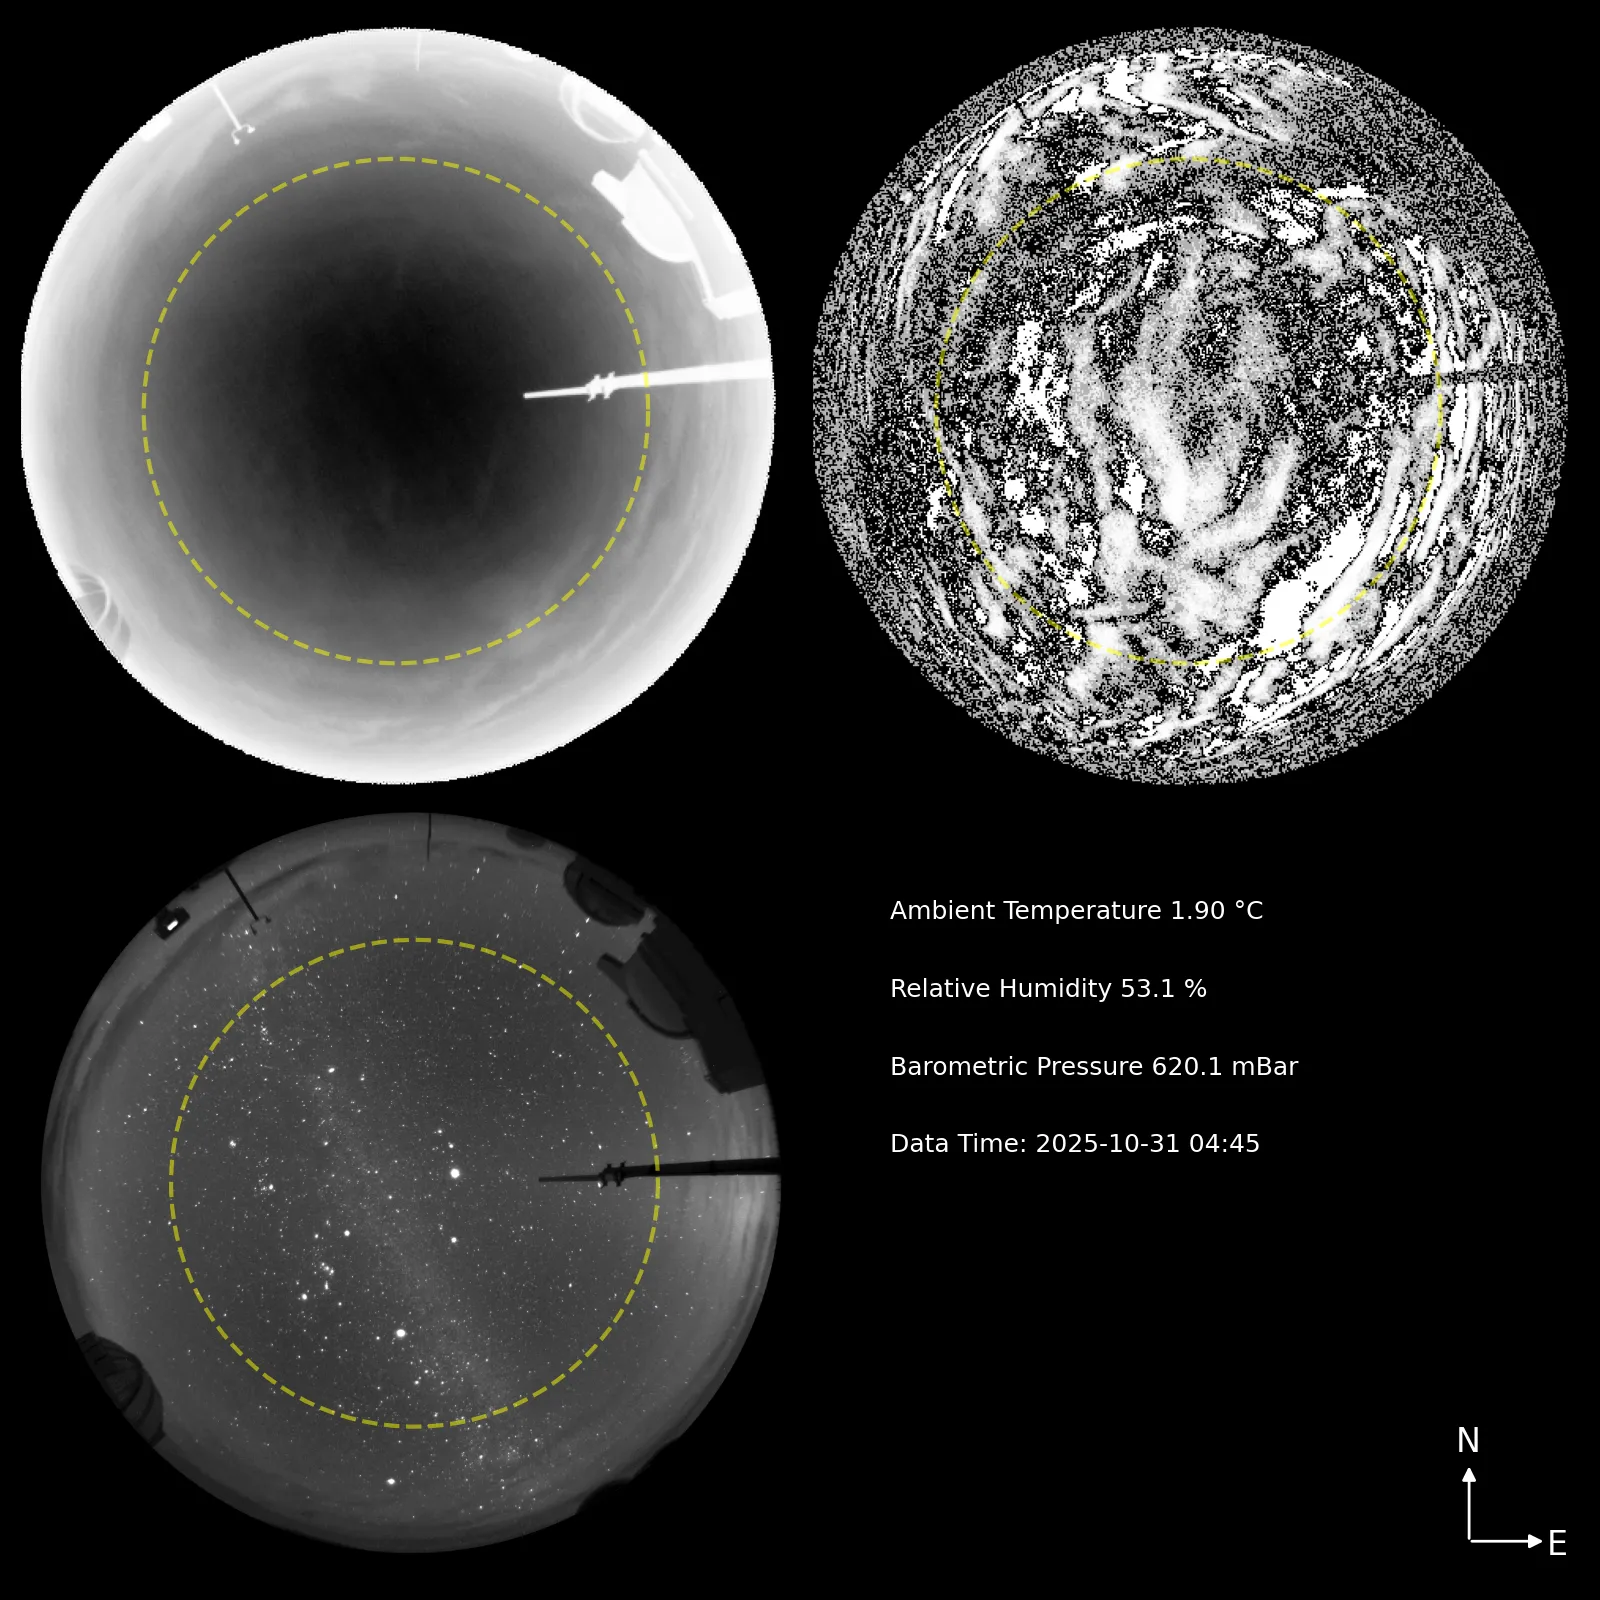 Ambient Temperature 1.90 °C
Relative Humidity 53.1 %
Barometric Pressure 620.1 mBar
Data Time: 2025-10-31 04:45
N
E